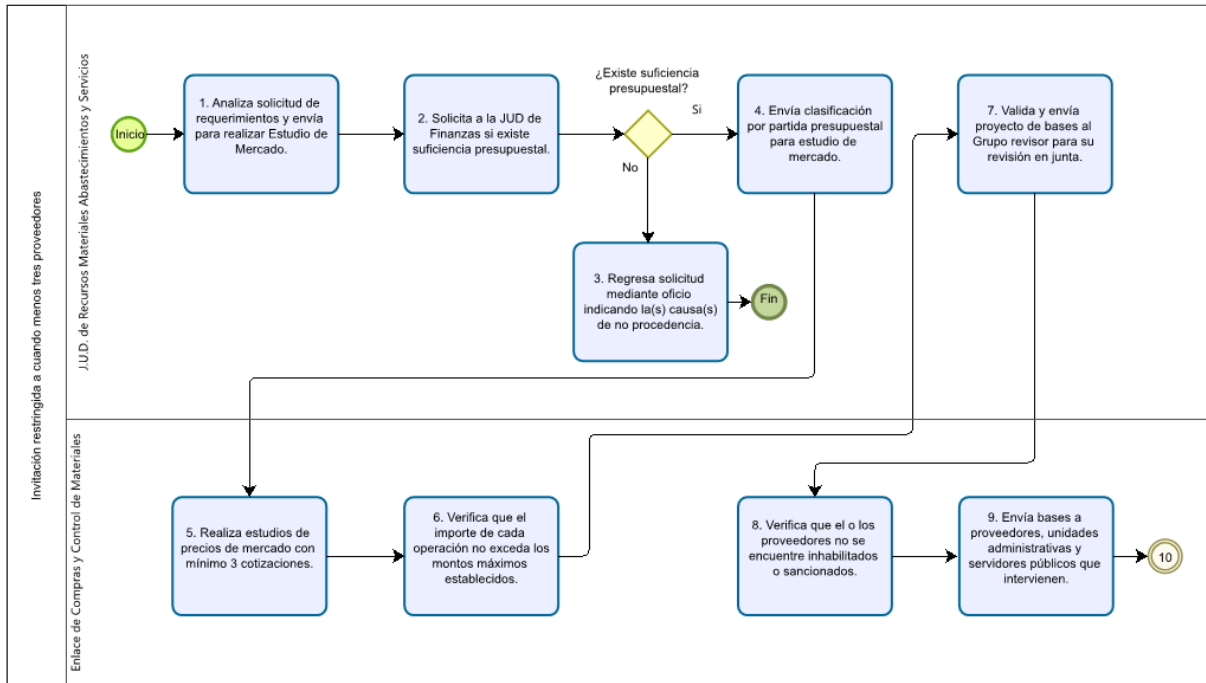 Invitación restringida a cuando menos tres proveedores
J.U.D. de Recursos Materiales Abastecimientos y Servicios
Inicio
1. Analiza solicitud de
requerimientos y envía
para realizar Estudio de
Mercado.
2. Solicita a la JUD de
Finanzas si existe
suficiencia presupuestal.
¿Existe suficiencia
presupuestal?
Si
No
3. Regresa solicitud
mediante oficio
indicando la(s) causa(s)
de no procedencia.
Fin
4. Envía clasificación
por partida presupuestal
para estudio de
mercado.
7. Valida y envía
proyecto de bases al
Grupo revisor para su
revisión en junta.
Enlace de Compras y Control de Materiales
5. Realiza estudios de
precios de mercado con
mínimo 3 cotizaciones.
6. Verifica que el
importe de cada
operación no exceda los
montos máximos
establecidos.
8. Verifica que el o los
proveedores no se
encuentre inhabilitados
o sancionados.
9. Envía bases a
proveedores, unidades
administrativas y
servidores públicos que
intervienen.
10